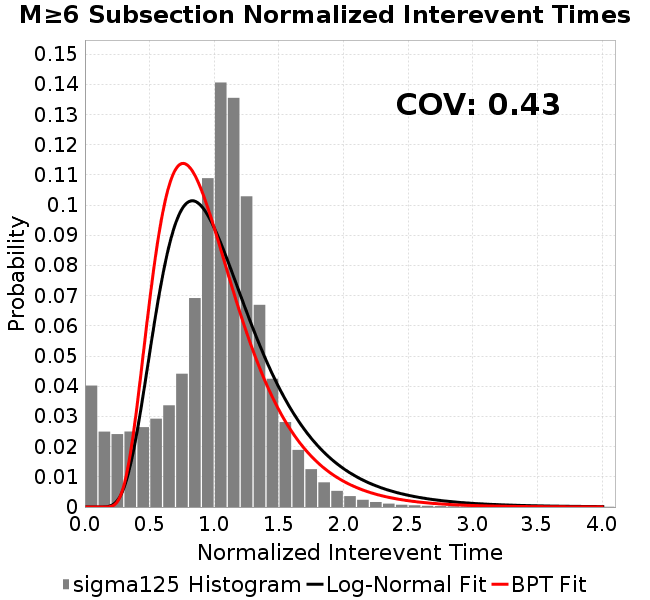 M≥6 Subsection Normalized Interevent Times
COV: 0.43
Probability
0.15
0.14
0.13
0.12
0.11
0.1
0.09
0.08
0.07
0.06
0.05
0.04
0.03
0.02
0.01
0
0.0 0.5 1.0 1.5 2.0 2.5 3.0 3.5 4.0
Normalized Interevent Time
sigma125 Histogram Log-Normal Fit BPT Fit